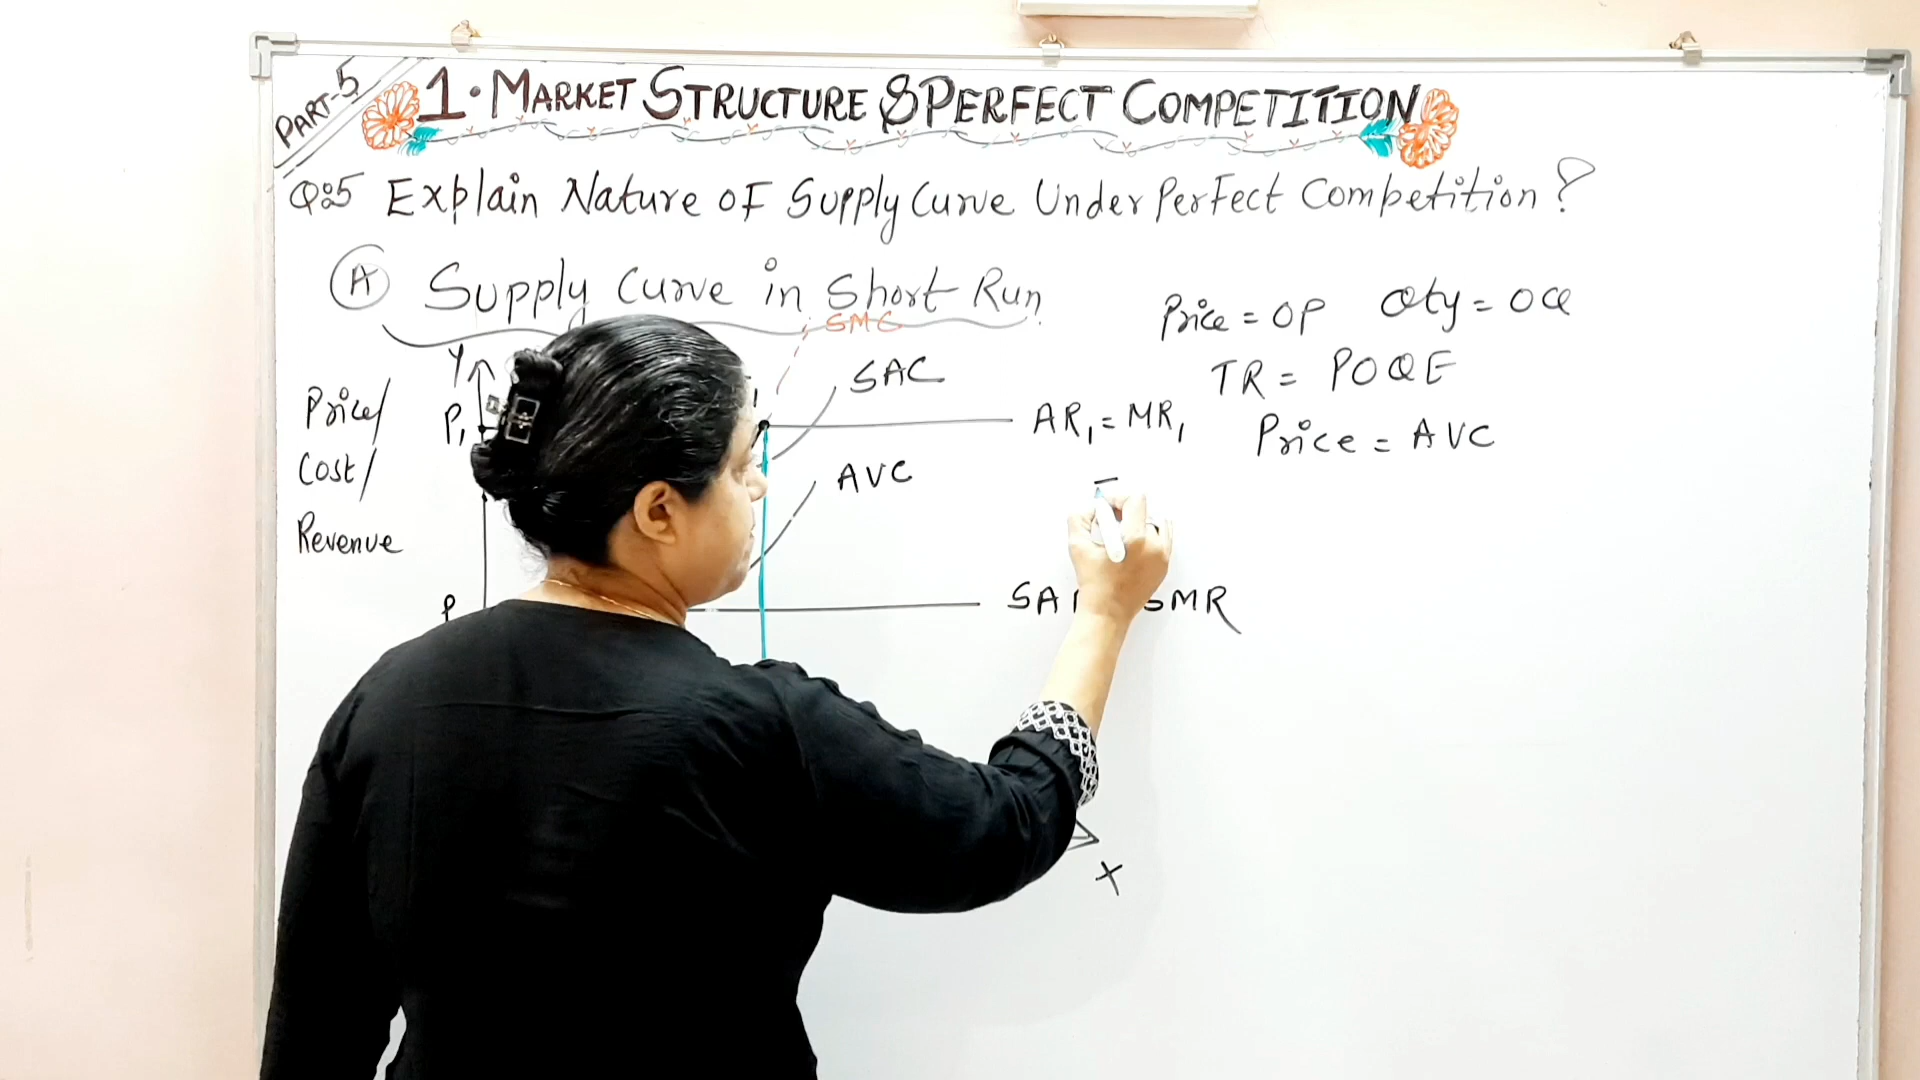 PART-5
1. MARKET STRUCTURE & PERFECT COMPETITION
Q:5 Explain Nature of Supply Curve Under Perfect Competition?
A Supply Curve in Short Run
Price = OP Qty = OQ
TR = POQE
Price = AVC
SMC
SAC
Y
Price/
Cost/
Revenue
P1
AR1 = MR1
AVC
P
SMR
X